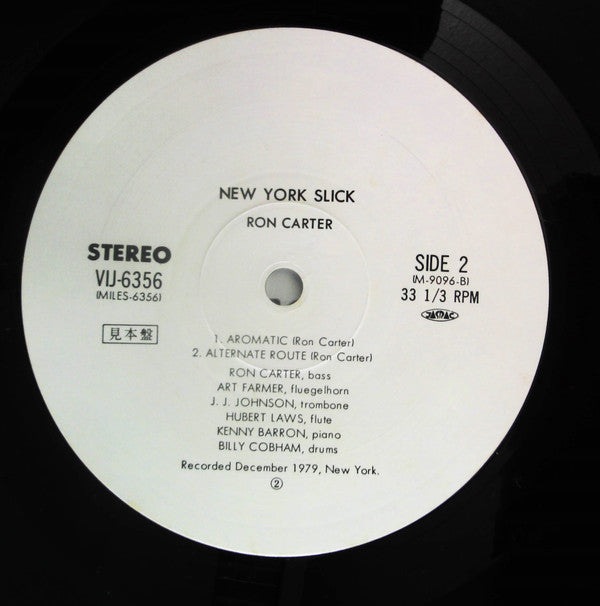 NEW YORK SLICK
RON CARTER
STEREO
VIJ-6356
(MILES-6356)
見本盤
SIDE 2
(M-9096-B)
33 1/3 RPM
JASRAC
1. AROMATIC (Ron Carter)
2. ALTERNATE ROUTE (Ron Carter)
RON CARTER, bass
ART FARMER, fluegelhorn
J. J. JOHNSON, trombone
HUBERT LAWS, flute
KENNY BARRON, piano
BILLY COBHAM, drums
Recorded December 1979, New York.
②